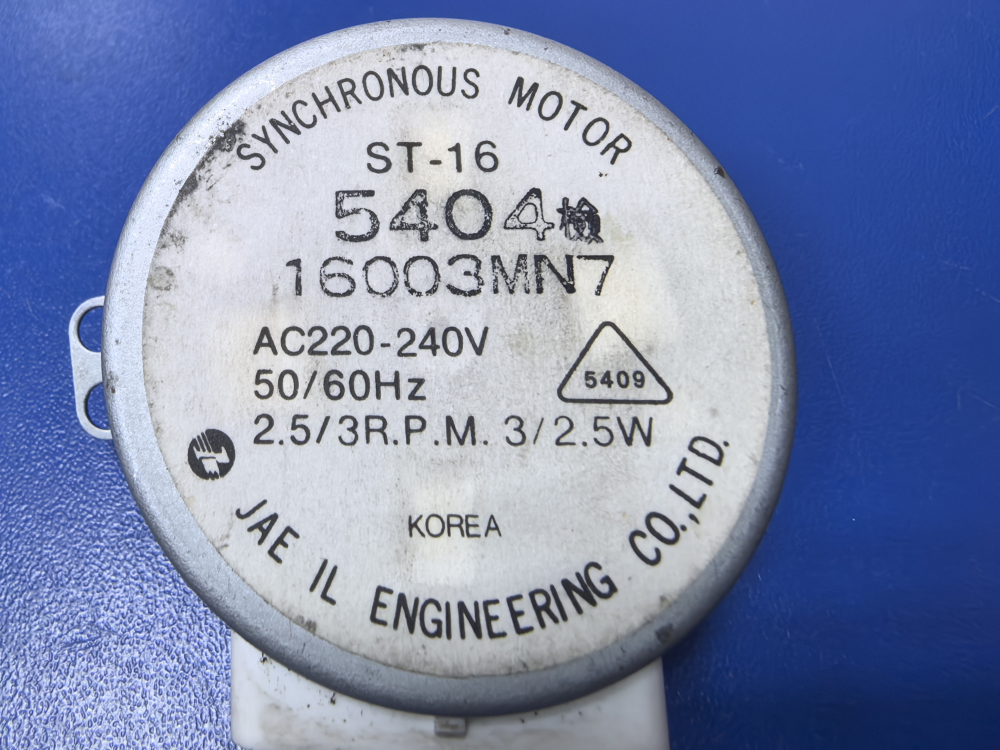 SYNCHRONOUS MOTOR
ST-16
5404検
16003MN7
AC220-240V
50/60Hz
5409
2.5/3R.P.M. 3/2.5W
KOREA
JAE IL ENGINEERING CO.,LTD.